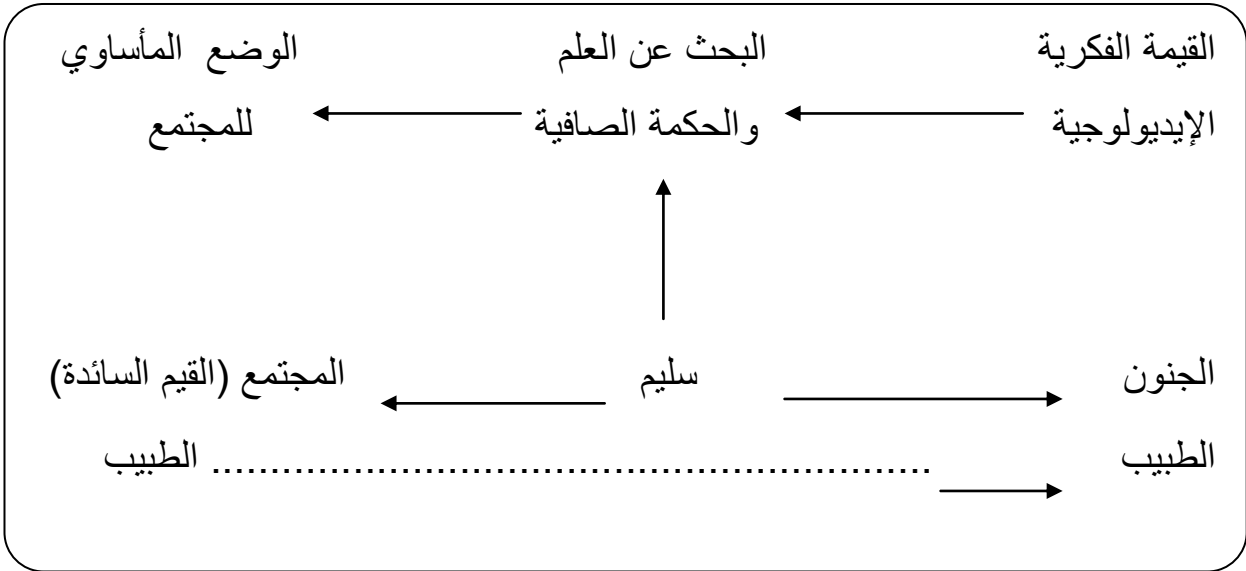 القيمة الفكرية البحث عن العلم الوضع المأساوي
الإيديولوجية والحكمة الصافية للمجتمع
الجنون سليم المجتمع (القيم السائدة)
الطبيب ............................................................. الطبيب